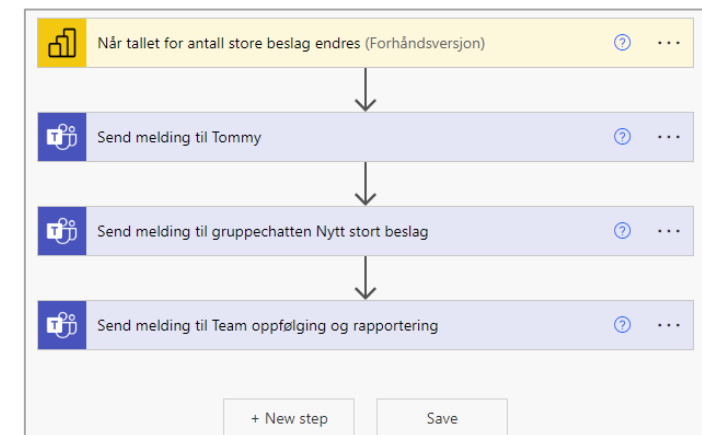 Når tallet for antall store beslag endres (Forhåndsversjon)
Send melding til Tommy
Send melding til gruppechatten Nytt stort beslag
Send melding til Team oppfølging og rapportering
+ New step
Save